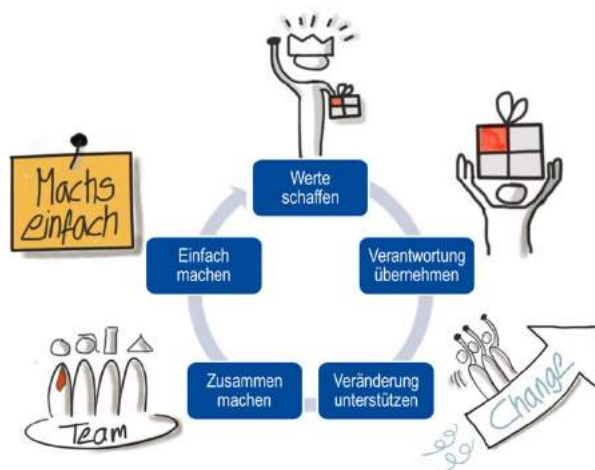 Werte
schaffen
Machs
einfach
Einfach
machen
Verantwortung
übernehmen
Zusammen
machen
Veränderung
unterstützen
Team
Change